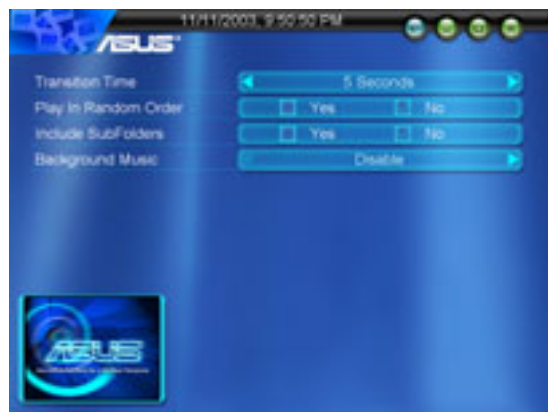 11/11/2003, 9:50:50 PM
ASUS
Transition Time
5 Seconds
Play In Random Order
Yes
No
Include SubFolders
Yes
No
Background Music
Disable
ASUS